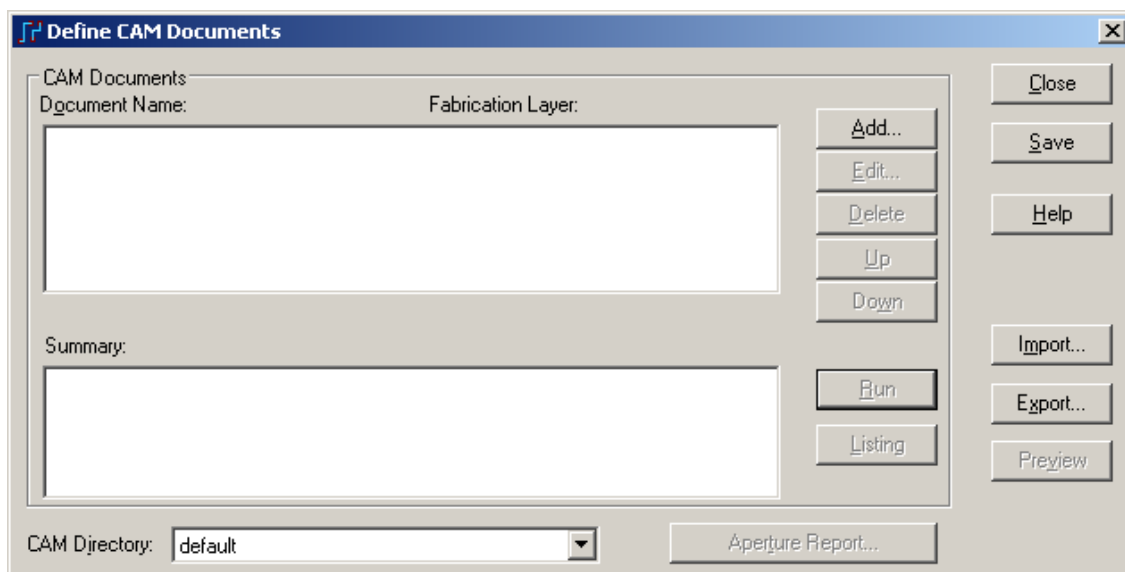 Define CAM Documents
CAM Documents
Document Name: Fabrication Layer:
Add...
Edit...
Delete
Up
Down
Summary:
Run
Listing
Close
Save
Help
Import...
Export...
Preview
CAM Directory: default
Aperture Report...